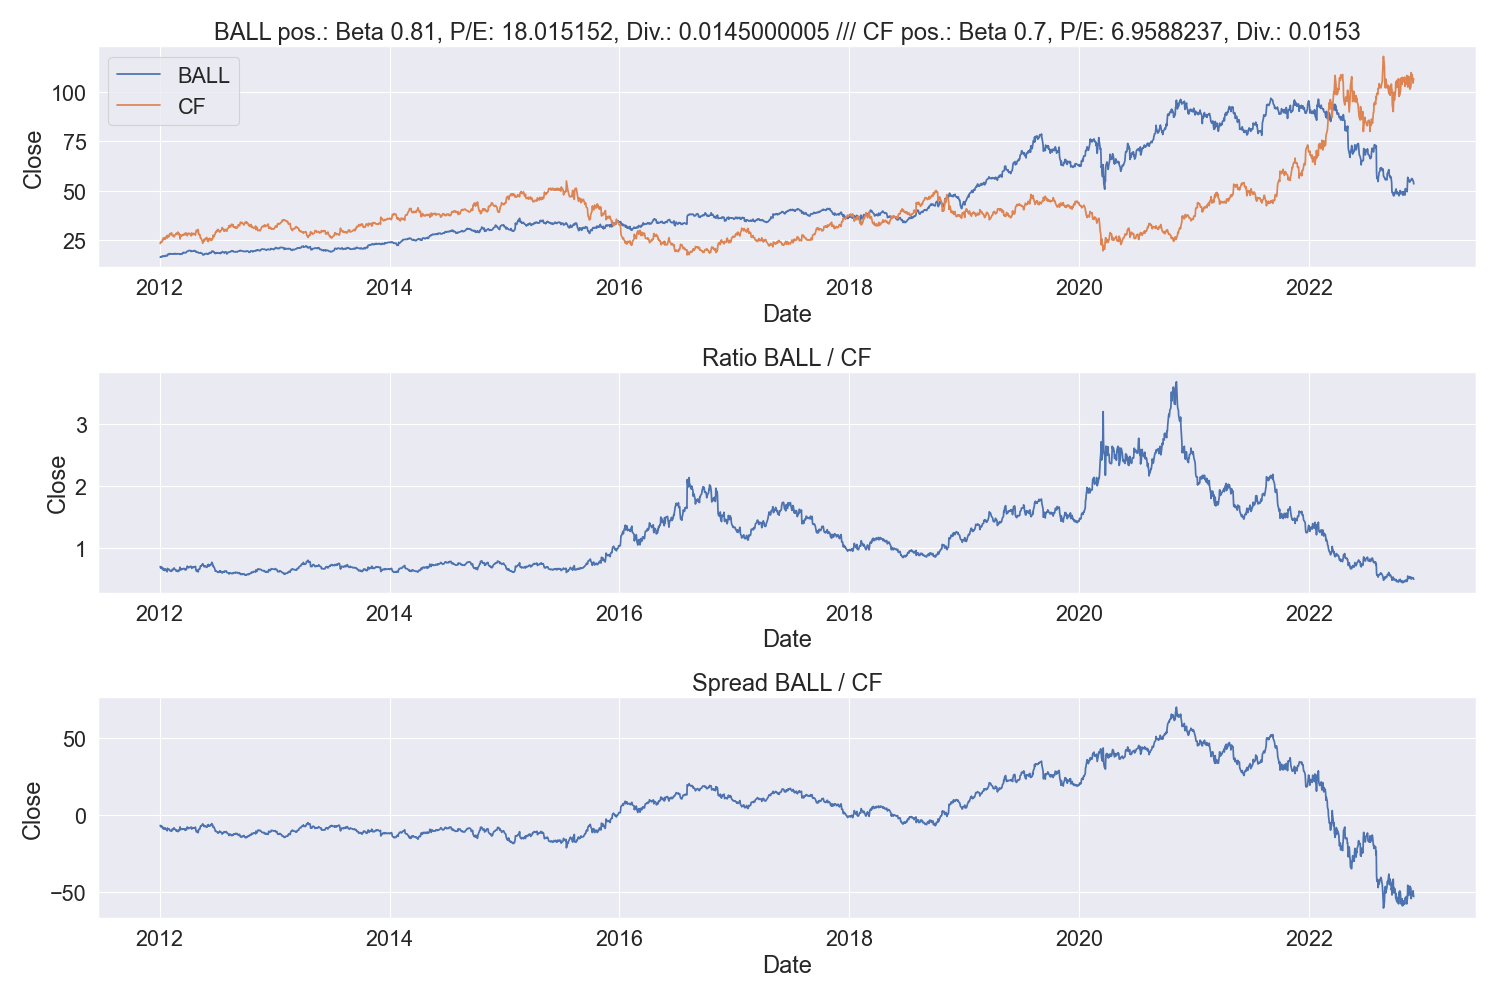 BALL pos.: Beta 0.81, P/E: 18.015152, Div.: 0.0145000005 /// CF pos.: Beta 0.7, P/E: 6.9588237, Div.: 0.0153
BALL
CF
Close
100
75
50
25
2012 2014 2016 2018 2020 2022
Date
Ratio BALL / CF
Close
3
2
1
2012 2014 2016 2018 2020 2022
Date
Spread BALL / CF
Close
50
0
−50
2012 2014 2016 2018 2020 2022
Date